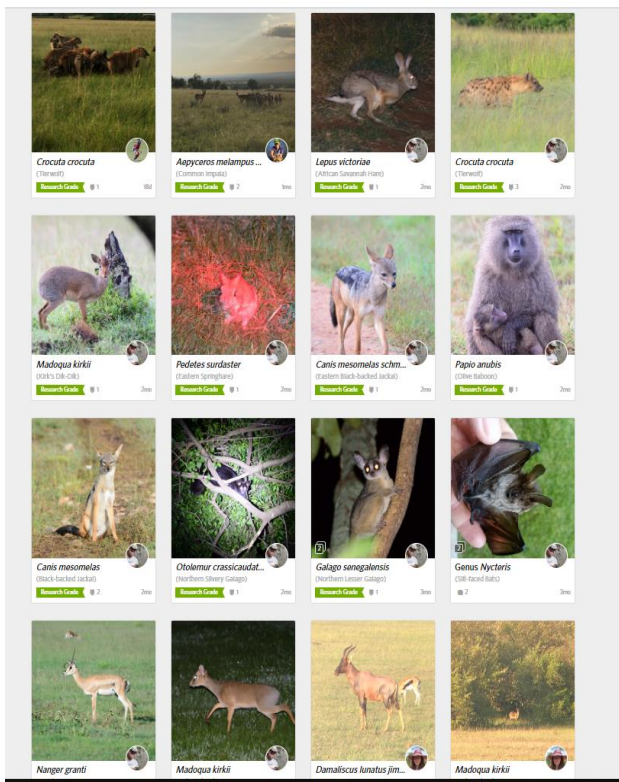 Crocuta crocuta
(Tierwolf)
Research Grade 1 18d
Aepyceros melampus ...
(Common Impala)
Research Grade 2 1mo
Lepus victoriae
(African Savannah Hare)
Research Grade 1 2mo
Crocuta crocuta
(Tierwolf)
Research Grade 3 2mo
Madoqua kirkii
(Kirk's Dik-Dik)
Research Grade 1 2mo
Pedetes surdaster
(Eastern Springhare)
Research Grade 1 2mo
Canis mesomelas schm...
(Eastern Black-backed Jackal)
Research Grade 1 2mo
Papio anubis
(Olive Baboon)
Research Grade 1 2mo
Canis mesomelas
(Black-backed Jackal)
Research Grade 2 2mo
Otolemur crassicaudat...
(Northern Silvery Galago)
Research Grade 1 2mo
2
Galago senegalensis
(Northern Lesser Galago)
Research Grade 1 3mo
2
Genus Nycteris
(Slit-faced Bats)
2 2mo
Nanger granti
Madoqua kirkii
Damaliscus lunatus jim...
Madoqua kirkii